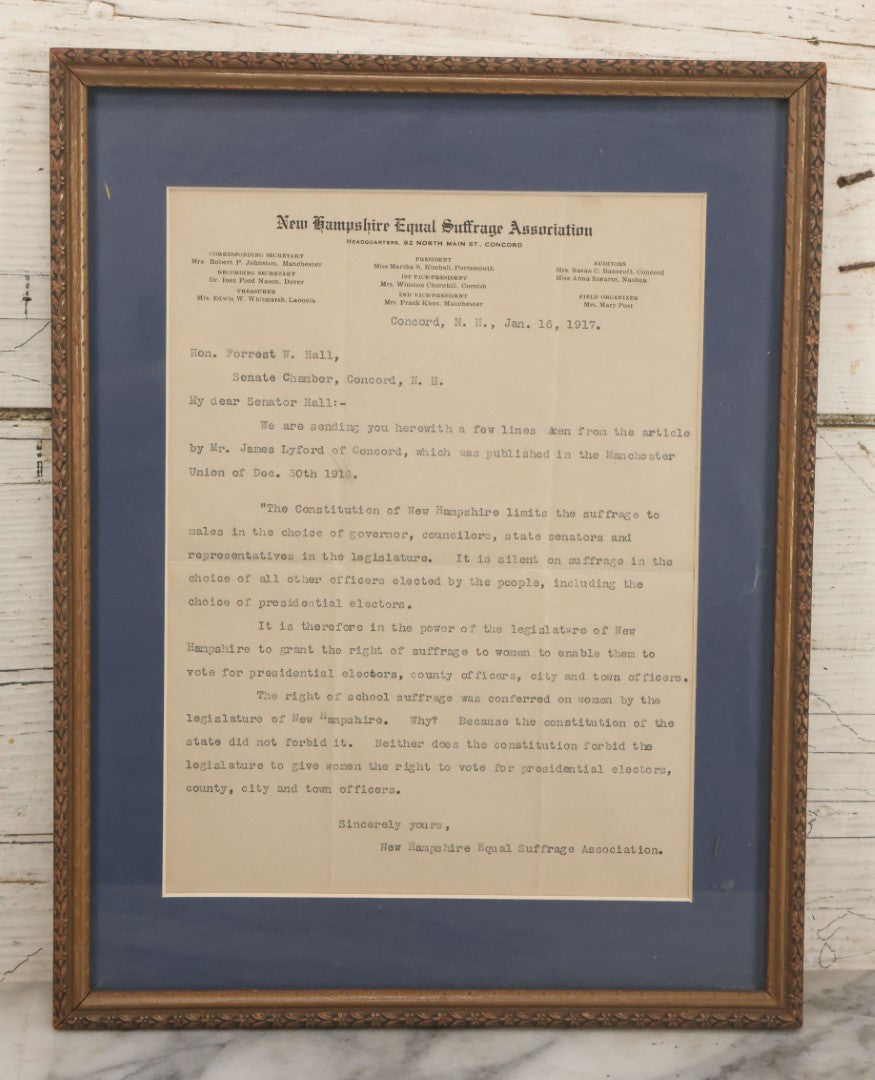 New Hampshire Equal Suffrage Association
HEADQUARTERS, 92 NORTH MAIN ST., CONCORD
CORRESPONDING SECRETARY
Mrs. Robert P. Johnston, Manchester
RECORDING SECRETARY
Dr. Inez Ford Nason, Dover
TREASURER
Mrs. Edwin W. Whitmarsh, Laconia
PRESIDENT
Miss Martha S. Kimball, Portsmouth
1ST VICE-PRESIDENT
Mrs. Winston Churchill, Cornish
2ND VICE-PRESIDENT
Mrs. Frank Knox, Manchester
AUDITORS
Mrs. Susan C. Bancroft, Concord
Miss Anna Stearns, Nashua
FIELD ORGANIZER
Mrs. Mary Post
Concord, N. H., Jan. 16, 1917.
Hon. Forrest W. Hall,
Senate Chamber, Concord, N. H.
My dear Senator Hall:-
We are sending you herewith a few lines from the article
by Mr. James Lyford of Concord, which was published in the Manchester
Union of Dec. 30th 1916.
"The Constitution of New Hampshire limits the suffrage to
males in the choice of governor, councilors, state senators and
representatives in the legislature. It is silent on suffrage in the
choice of all other officers elected by the people, including the
choice of presidential electors.
It is therefore in the power of the legislature of New
Hampshire to grant the right of suffrage to women to enable them to
vote for presidential electors, county officers, city and town officers.
The right of school suffrage was conferred on women by the
legislature of New Hampshire. Why? Because the constitution of the
state did not forbid it. Neither does the constitution forbid the
legislature to give women the right to vote for presidential electors,
county, city and town officers.
Sincerely yours,
New Hampshire Equal Suffrage Association.